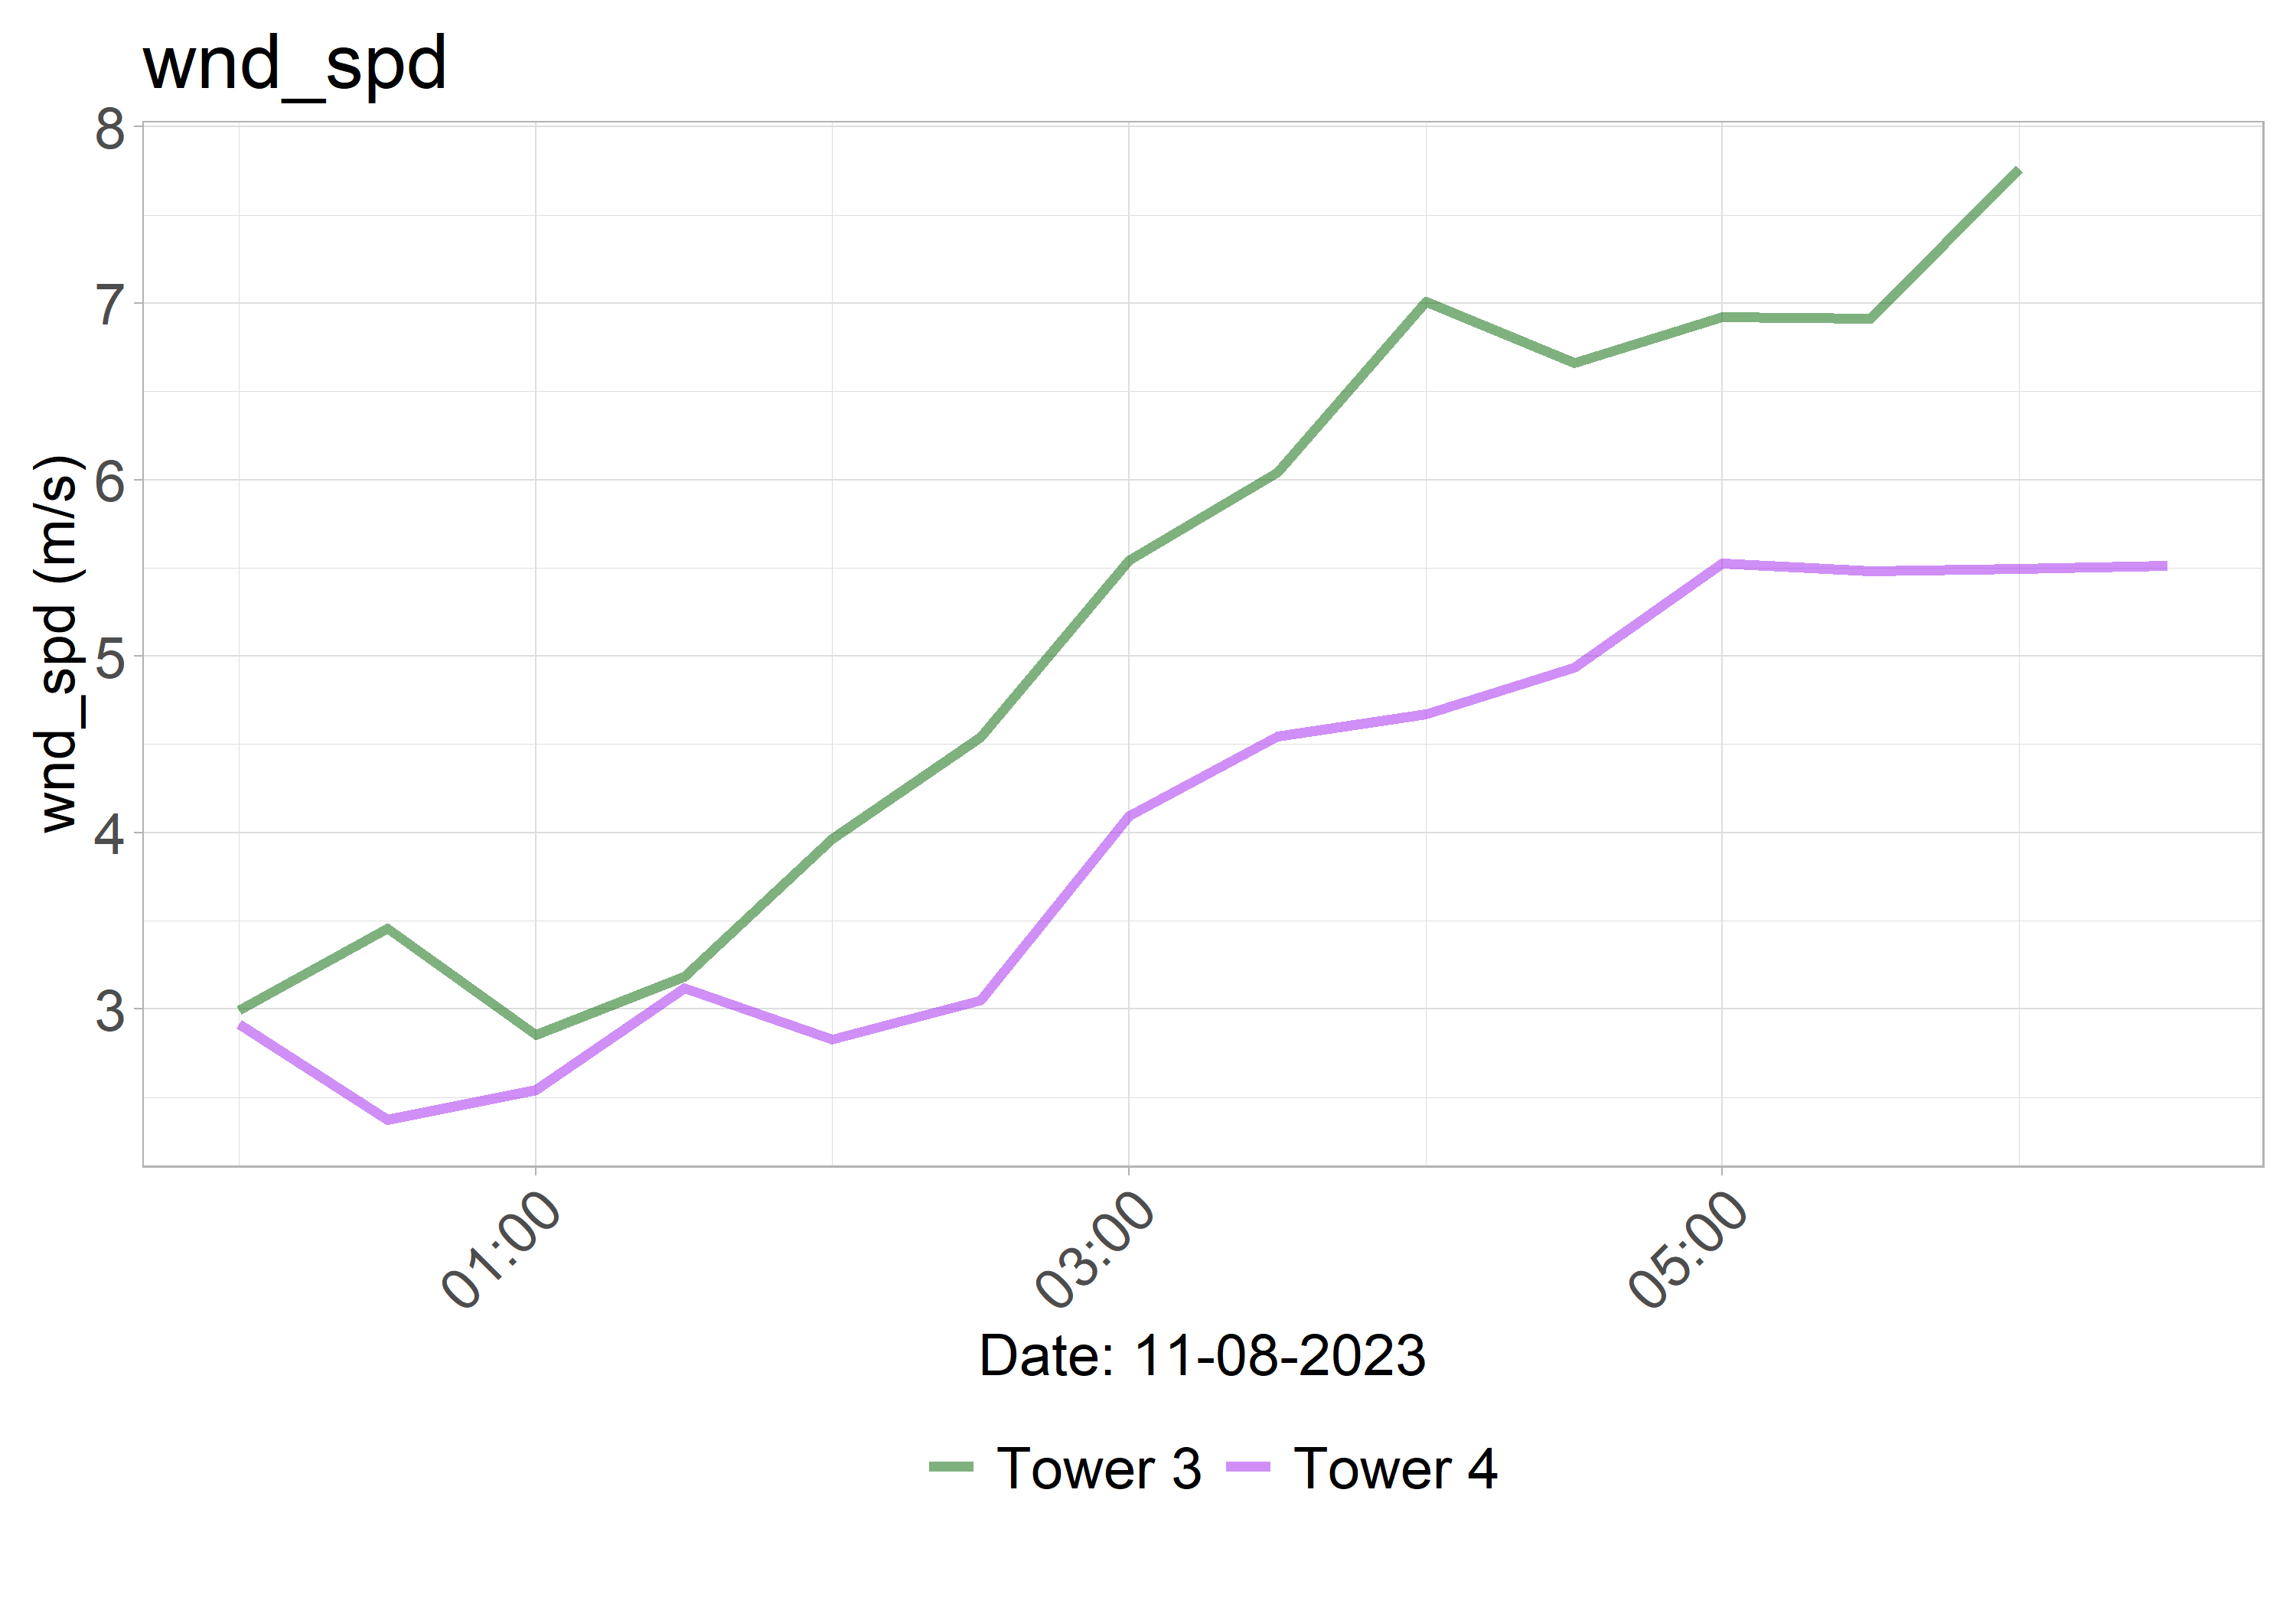 wnd_spd
wnd_spd (m/s)
8
7
6
5
4
3
01:00
03:00
05:00
Date: 11-08-2023
Tower 3
Tower 4